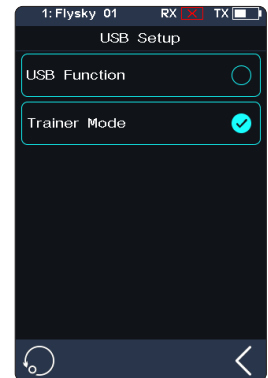 1: Flysky 01 RX TX
USB Setup
USB Function
Trainer Mode